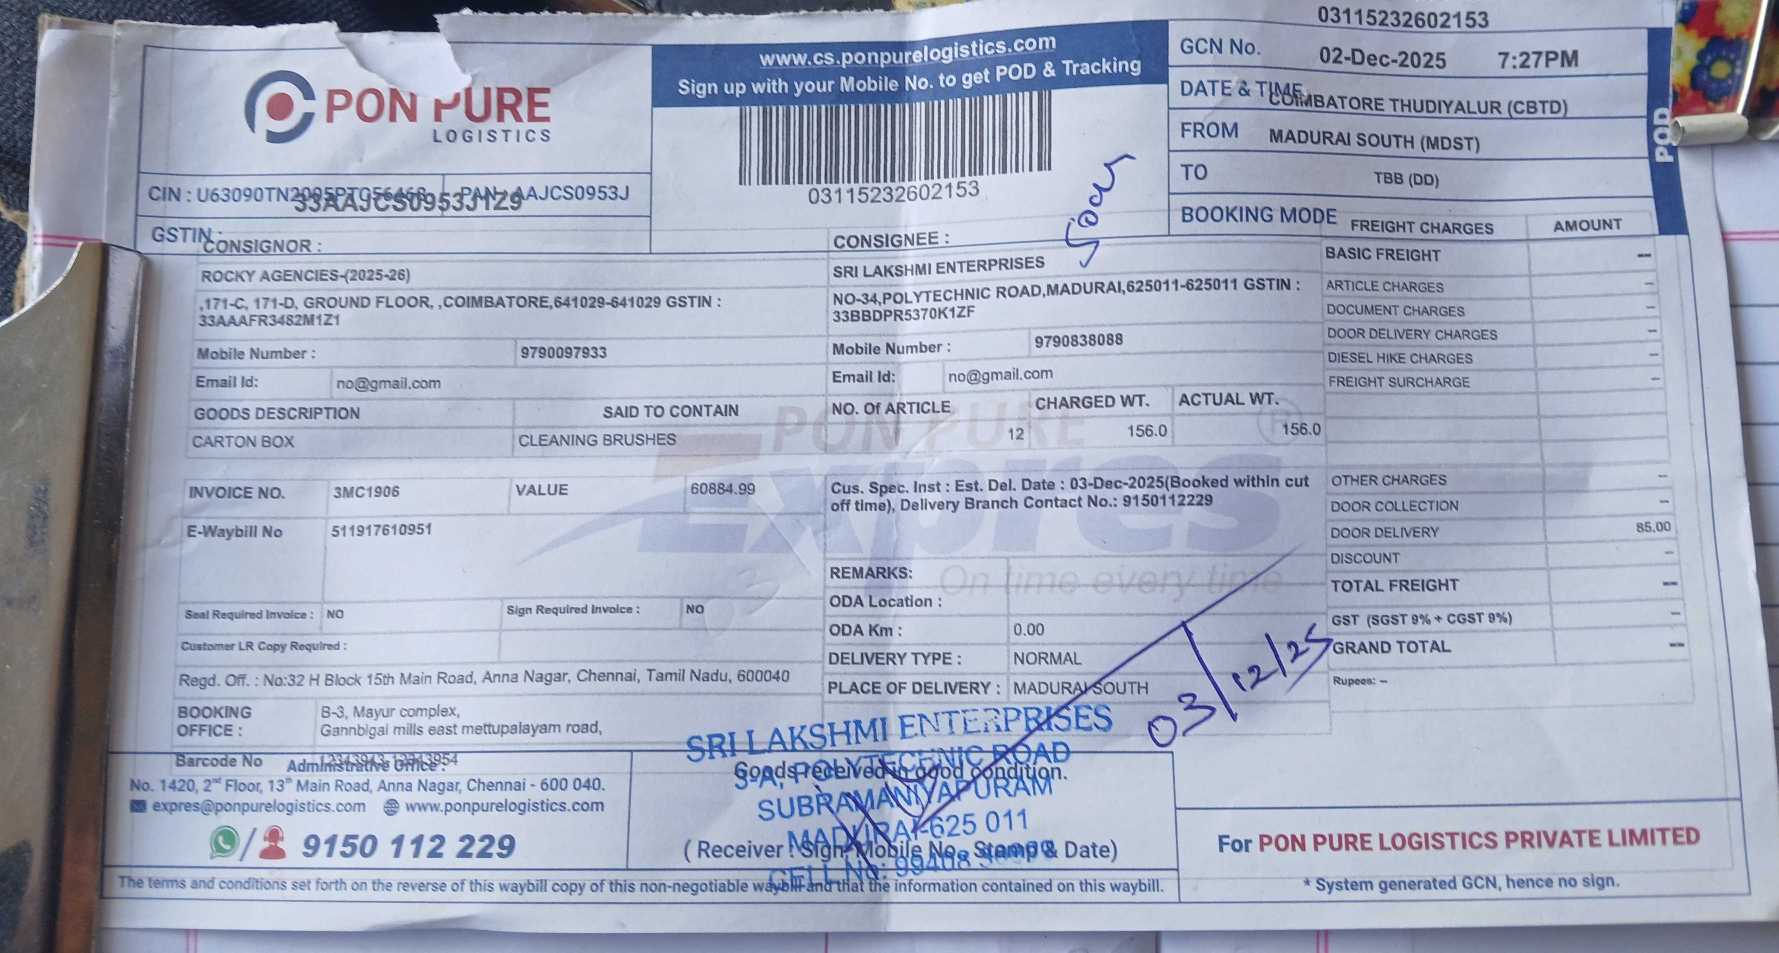 03115232602153
PON PURE
LOGISTICS
www.cs.ponpurelogistics.com
Sign up with your Mobile No. to get POD & Tracking
03115232602153
GCN No.
DATE & TIME 02-Dec-2025 7:27PM
FROM COIMBATORE THUDIYALUR (CBTD)
TO MADURAI SOUTH (MDST)
BOOKING MODE TBB (DD)
POD
CIN : PAN : AAJCS0953J
GSTIN : 33AAJCS0953J1Z9
CONSIGNOR :
ROCKY AGENCIES-(2025-26)
,171-C, 171-D, GROUND FLOOR, ,COIMBATORE,641029-641029 GSTIN :
33AAAFR3482M1Z1
Mobile Number : 9790097933
Email Id: no@gmail.com
CONSIGNEE :
SRI LAKSHMI ENTERPRISES
NO-34,POLYTECHNIC ROAD,MADURAI,625011-625011 GSTIN :
33BBDPR5370K1ZF
Mobile Number : 9790838088
Email Id: no@gmail.com
FREIGHT CHARGES AMOUNT
BASIC FREIGHT --
ARTICLE CHARGES --
DOCUMENT CHARGES --
DOOR DELIVERY CHARGES --
DIESEL HIKE CHARGES --
FREIGHT SURCHARGE --
GOODS DESCRIPTION SAID TO CONTAIN NO. Of ARTICLE CHARGED WT. ACTUAL WT.
CARTON BOX CLEANING BRUSHES 12 156.0 156.0
PON PURE
Expres
On time every time
INVOICE NO. 3MC1906 VALUE 60884.99
E-Waybill No 511917610951
Cus. Spec. Inst : Est. Del. Date : 03-Dec-2025(Booked within cut
off time), Delivery Branch Contact No.: 9150112229
OTHER CHARGES --
DOOR COLLECTION --
DOOR DELIVERY 85.00
DISCOUNT --
TOTAL FREIGHT --
GST (SGST 9% + CGST 9%) --
GRAND TOTAL --
Rupees: --
REMARKS:
ODA Location :
ODA Km : 0.00
DELIVERY TYPE : NORMAL
PLACE OF DELIVERY : MADURAI SOUTH
Seal Required Invoice : NO Sign Required Invoice : NO
Customer LR Copy Required :
Regd. Off. : No:32 H Block 15th Main Road, Anna Nagar, Chennai, Tamil Nadu, 600040
BOOKING OFFICE : B-3, Mayur complex,
Gannbigai mills east mettupalayam road,
Barcode No
Administrative Office :
No. 1420, 2nd Floor, 13th Main Road, Anna Nagar, Chennai - 600 040.
expres@ponpurelogistics.com www.ponpurelogistics.com
9150 112 229
03/12/25
SRI LAKSHMI ENTERPRISES
POLYTECHNIC ROAD
SUBRAMANIYAPURAM
MADURAI-625 011
CELL No:
Goods received in good condition.
( Receiver : Sign Mobile No., Stamp & Date)
For PON PURE LOGISTICS PRIVATE LIMITED
* System generated GCN, hence no sign.
The terms and conditions set forth on the reverse of this waybill copy of this non-negotiable waybill and that the information contained on this waybill.